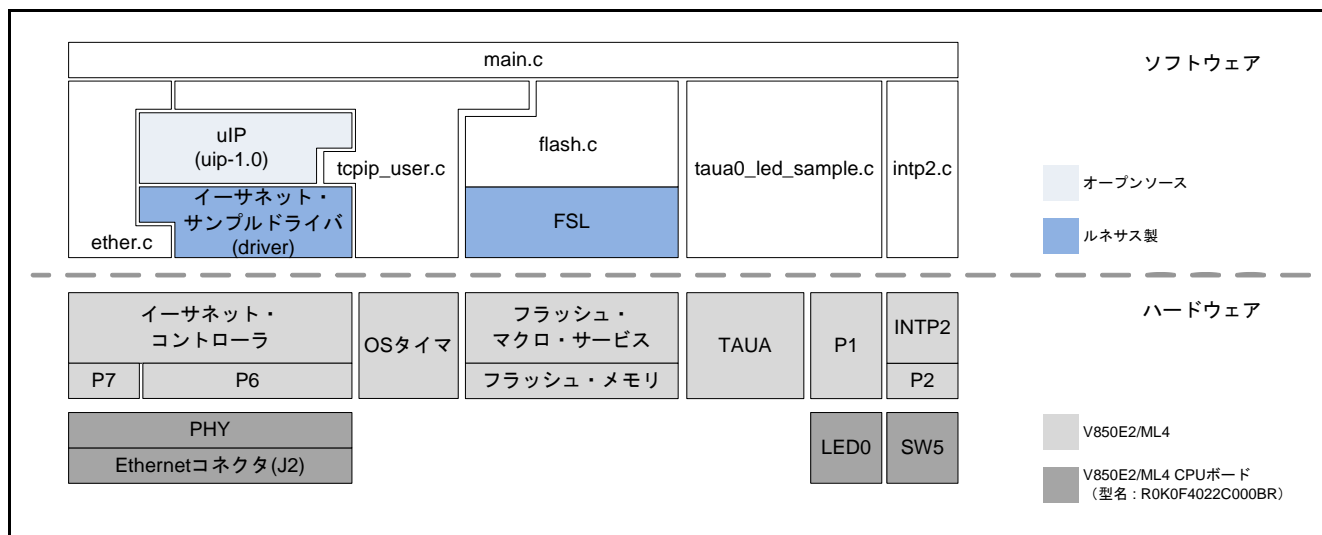 main.c
ソフトウェア
uIP
(uip-1.0)
tcpip_user.c
flash.c
taua0_led_sample.c
intp2.c
オープンソース
イーサネット・
サンプルドライバ
(driver)
ether.c
FSL
ルネサス製
ハードウェア
イーサネット・
コントローラ
OSタイマ
フラッシュ・
マクロ・サービス
TAUA
P1
INTP2
P7
P6
フラッシュ・メモリ
P2
PHY
Ethernetコネクタ(J2)
LED0
SW5
V850E2/ML4
V850E2/ML4 CPUボード
（型名 : R0K0F4022C000BR）